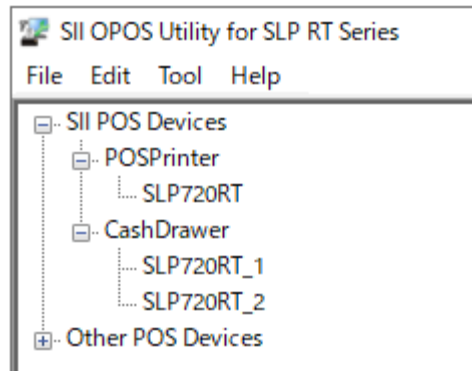 SII OPOS Utility for SLP RT Series
File Edit Tool Help
SII POS Devices
POSPrinter
SLP720RT
CashDrawer
SLP720RT_1
SLP720RT_2
Other POS Devices